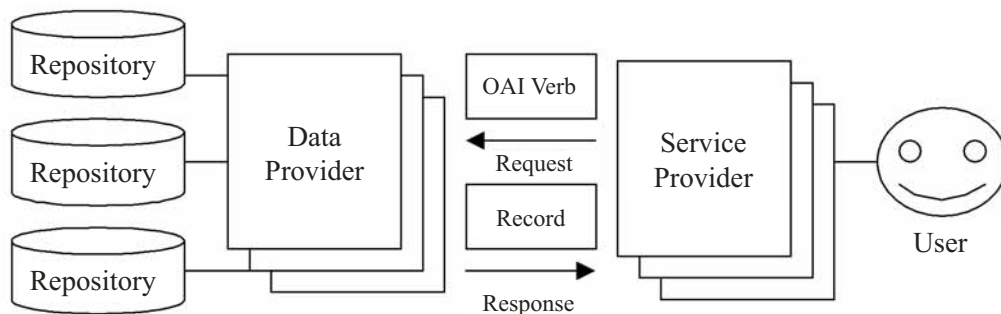 Repository
Repository
Repository
Data
Provider
OAI Verb
Request
Record
Response
Service
Provider
User